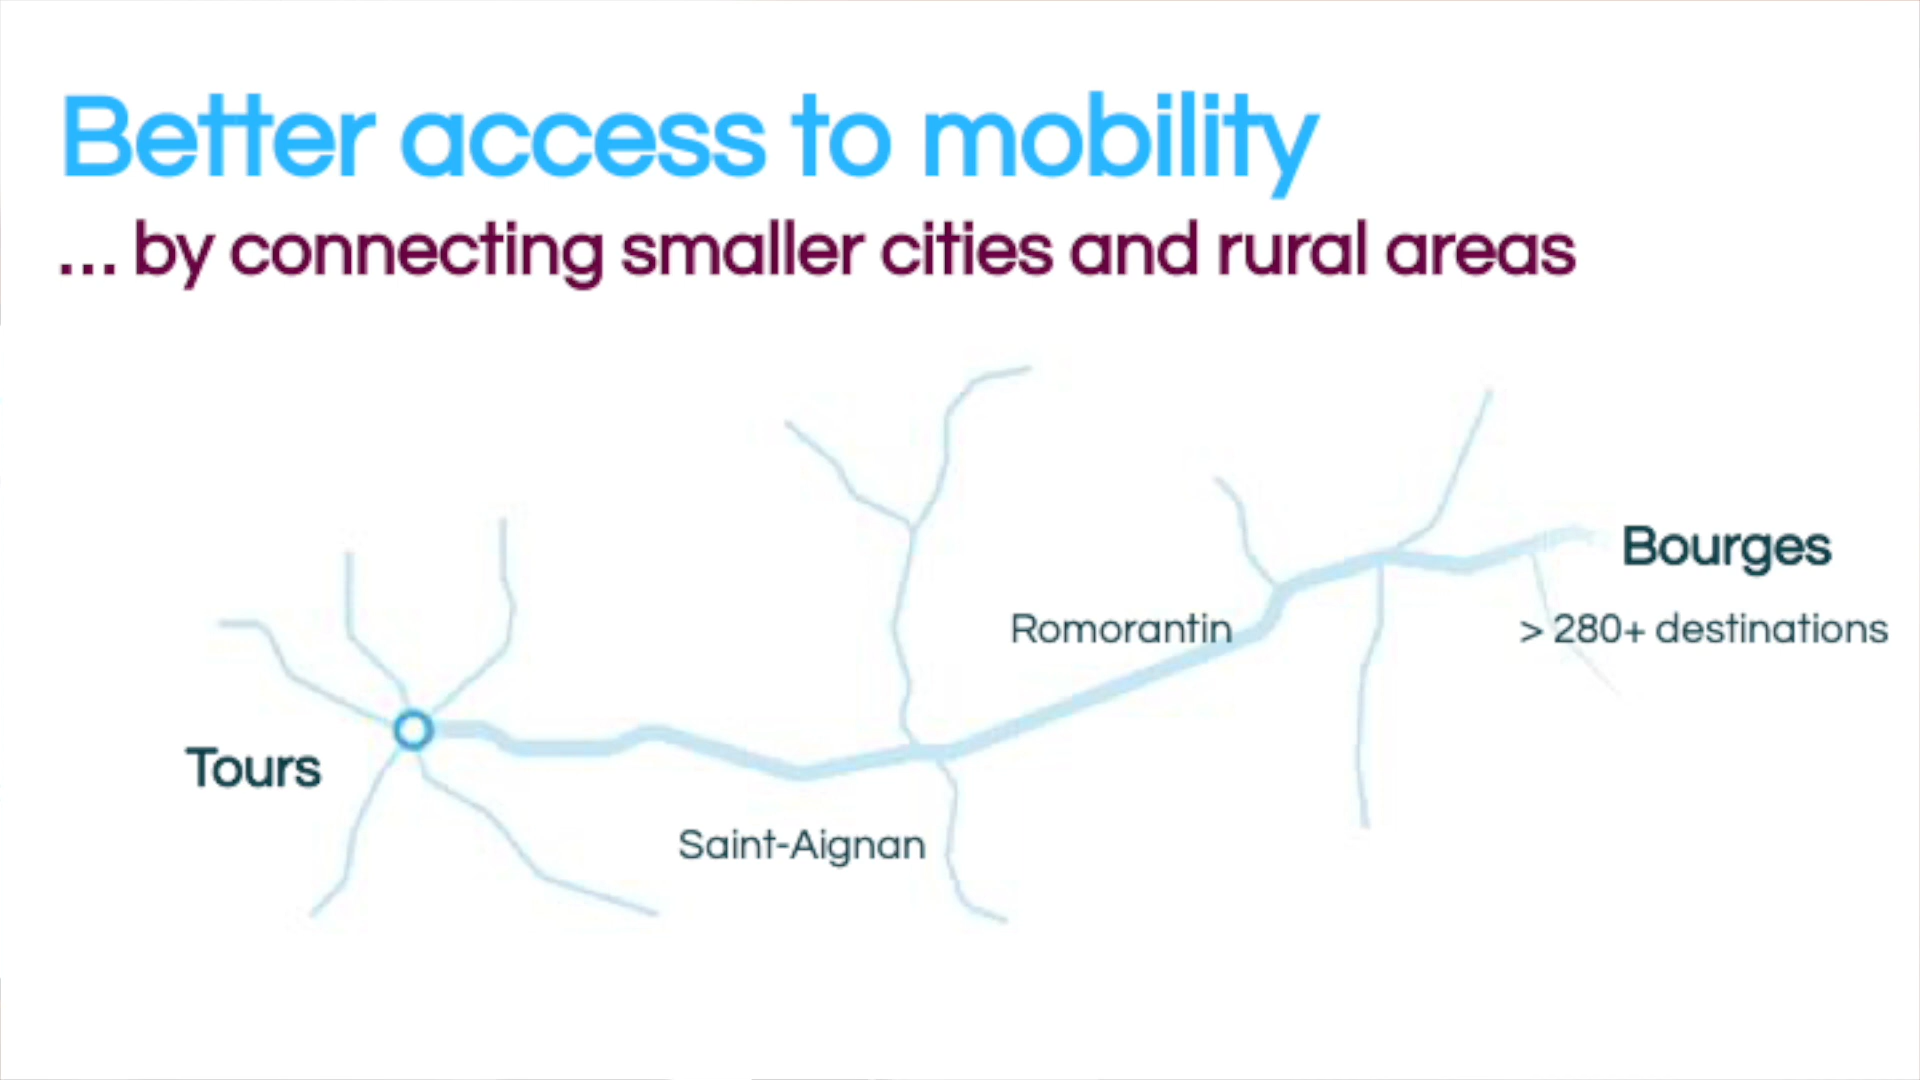 Better access to mobility
... by connecting smaller cities and rural areas
Bourges
Romorantin
> 280+ destinations
Tours
Saint-Aignan